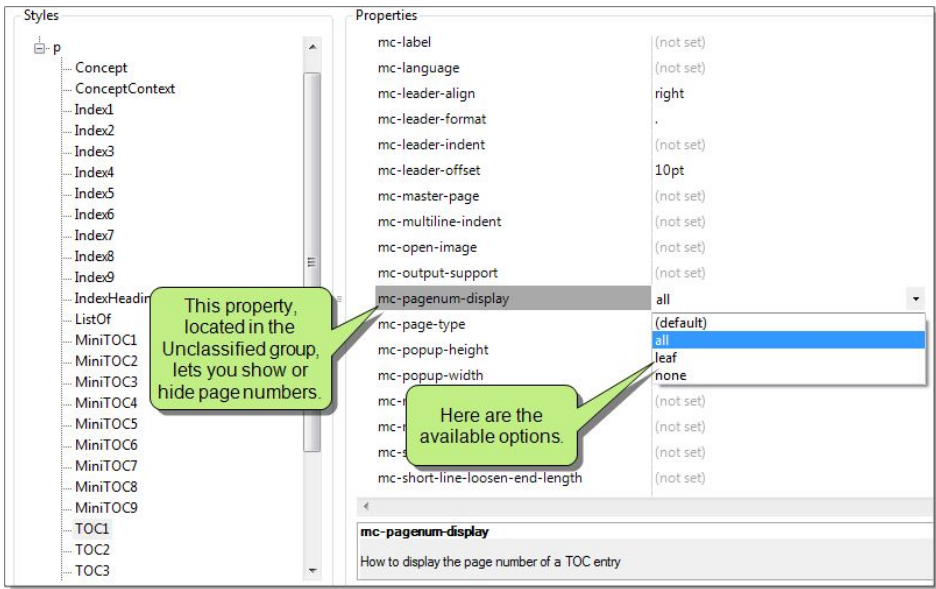 Styles
p
Concept
ConceptContext
Index1
Index2
Index3
Index4
Index5
Index6
Index7
Index8
Index9
IndexHeadin
ListOf
MiniTOC1
MiniTOC2
MiniTOC3
MiniTOC4
MiniTOC5
MiniTOC6
MiniTOC7
MiniTOC8
MiniTOC9
TOC1
TOC2
TOC3
This property,
located in the
Unclassified group,
lets you show or
hide page numbers.
Properties
mc-label (not set)
mc-language (not set)
mc-leader-align right
mc-leader-format .
mc-leader-indent (not set)
mc-leader-offset 10pt
mc-master-page (not set)
mc-multiline-indent (not set)
mc-open-image (not set)
mc-output-support (not set)
mc-pagenum-display all
mc-page-type (default)
all
mc-popup-height leaf
mc-popup-width none
mc- (not set)
mc- (not set)
mc-s (not set)
mc-short-line-loosen-end-length (not set)
Here are the
available options.
mc-pagenum-display
How to display the page number of a TOC entry